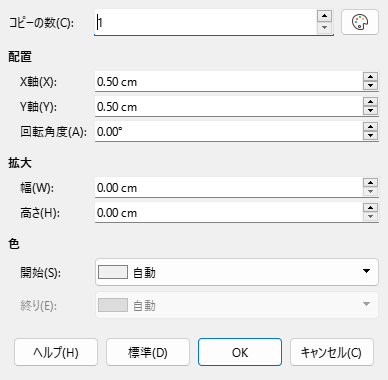 コピーの数(C): 1
配置
X軸(X): 0.50 cm
Y軸(Y): 0.50 cm
回転角度(A): 0.00°
拡大
幅(W): 0.00 cm
高さ(H): 0.00 cm
色
開始(S): 自動
終り(E): 自動
ヘルプ(H) 標準(D) OK キャンセル(C)